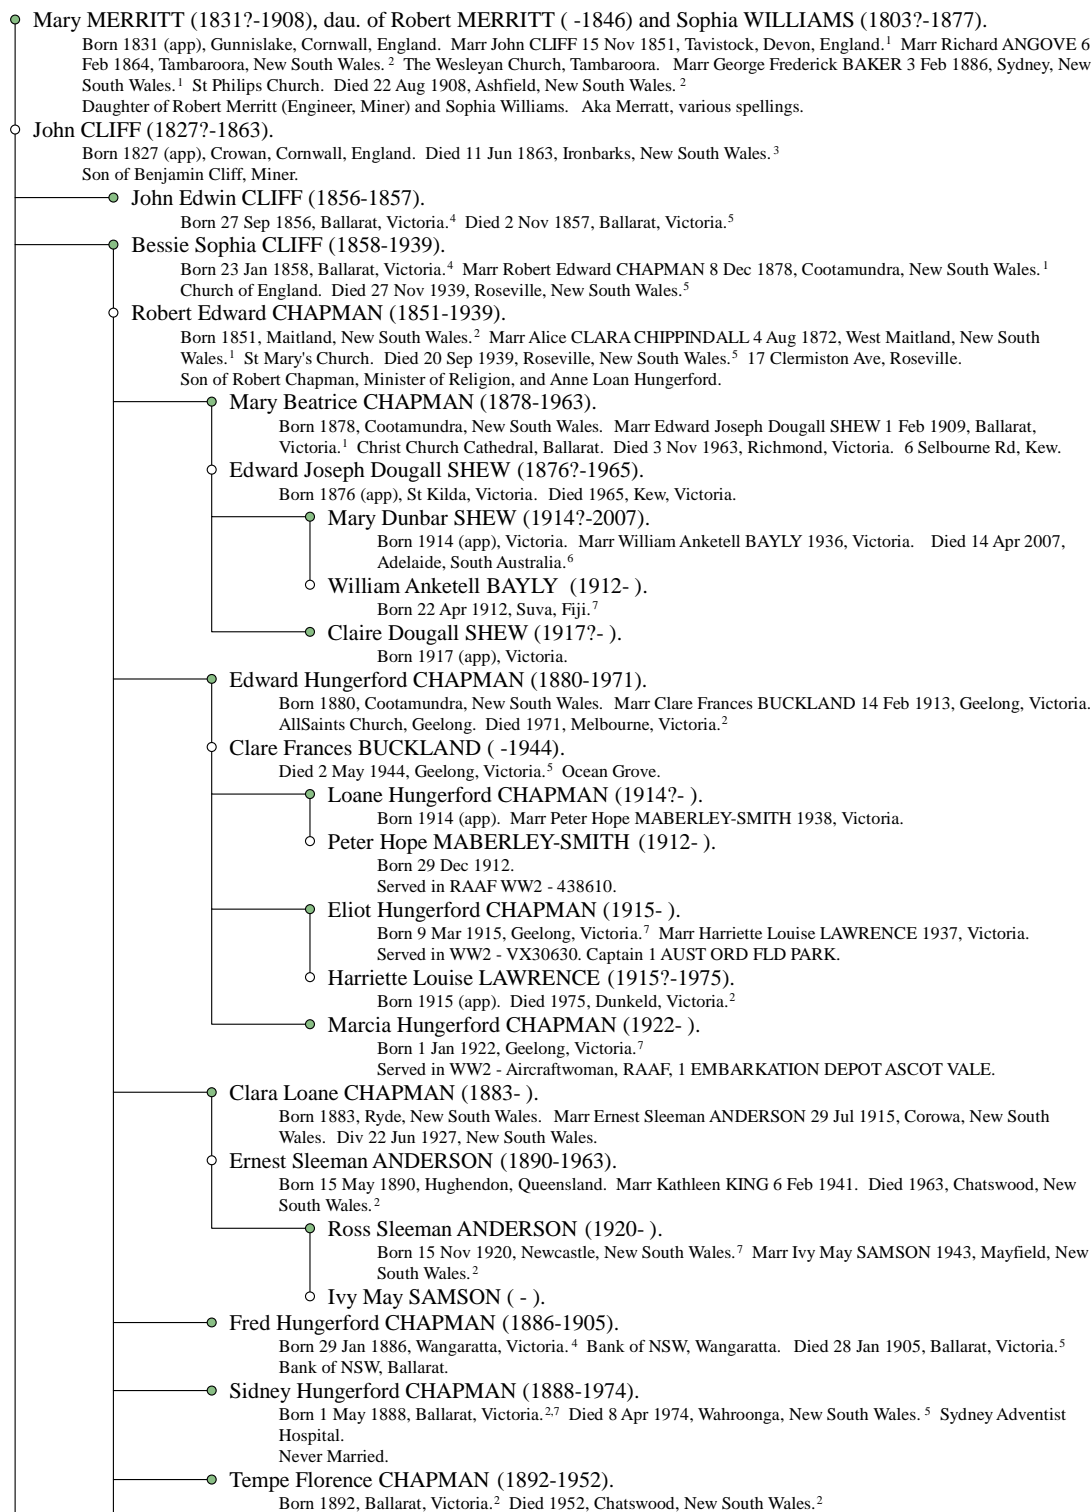 Mary MERRITT (1831?-1908), dau. of Robert MERRITT ( -1846) and Sophia WILLIAMS (1803?-1877).
Born 1831 (app), Gunnislake, Cornwall, England. Marr John CLIFF 15 Nov 1851, Tavistock, Devon, England.1 Marr Richard ANGOVE 6
Feb 1864, Tambaroora, New South Wales. 2 The Wesleyan Church, Tambaroora. Marr George Frederick BAKER 3 Feb 1886, Sydney, New
South Wales.1 St Philips Church. Died 22 Aug 1908, Ashfield, New South Wales. 2
Daughter of Robert Merritt (Engineer, Miner) and Sophia Williams. Aka Merratt, various spellings.
John CLIFF (1827?-1863).
Born 1827 (app), Crowan, Cornwall, England. Died 11 Jun 1863, Ironbarks, New South Wales.3
Son of Benjamin Cliff, Miner.
John Edwin CLIFF (1856-1857).
Born 27 Sep 1856, Ballarat, Victoria.4 Died 2 Nov 1857, Ballarat, Victoria.5
Bessie Sophia CLIFF (1858-1939).
Born 23 Jan 1858, Ballarat, Victoria.4 Marr Robert Edward CHAPMAN 8 Dec 1878, Cootamundra, New South Wales.1
Church of England. Died 27 Nov 1939, Roseville, New South Wales.5
Robert Edward CHAPMAN (1851-1939).
Born 1851, Maitland, New South Wales.2 Marr Alice CLARA CHIPPINDALL 4 Aug 1872, West Maitland, New South
Wales.1 St Mary's Church. Died 20 Sep 1939, Roseville, New South Wales.5 17 Clermiston Ave, Roseville.
Son of Robert Chapman, Minister of Religion, and Anne Loan Hungerford.
Mary Beatrice CHAPMAN (1878-1963).
Born 1878, Cootamundra, New South Wales. Marr Edward Joseph Dougall SHEW 1 Feb 1909, Ballarat,
Victoria.1 Christ Church Cathedral, Ballarat. Died 3 Nov 1963, Richmond, Victoria. 6 Selbourne Rd, Kew.
Edward Joseph Dougall SHEW (1876?-1965).
Born 1876 (app), St Kilda, Victoria. Died 1965, Kew, Victoria.
Mary Dunbar SHEW (1914?-2007).
Born 1914 (app), Victoria. Marr William Anketell BAYLY 1936, Victoria. Died 14 Apr 2007,
Adelaide, South Australia.6
William Anketell BAYLY (1912- ).
Born 22 Apr 1912, Suva, Fiji.7
Claire Dougall SHEW (1917?- ).
Born 1917 (app), Victoria.
Edward Hungerford CHAPMAN (1880-1971).
Born 1880, Cootamundra, New South Wales. Marr Clare Frances BUCKLAND 14 Feb 1913, Geelong, Victoria.
AllSaints Church, Geelong. Died 1971, Melbourne, Victoria.2
Clare Frances BUCKLAND ( -1944).
Died 2 May 1944, Geelong, Victoria.5 Ocean Grove.
Loane Hungerford CHAPMAN (1914?- ).
Born 1914 (app). Marr Peter Hope MABERLEY-SMITH 1938, Victoria.
Peter Hope MABERLEY-SMITH (1912- ).
Born 29 Dec 1912.
Served in RAAF WW2 - 438610.
Eliot Hungerford CHAPMAN (1915- ).
Born 9 Mar 1915, Geelong, Victoria.7 Marr Harriette Louise LAWRENCE 1937, Victoria.
Served in WW2 - VX30630. Captain 1 AUST ORD FLD PARK.
Harriette Louise LAWRENCE (1915?-1975).
Born 1915 (app). Died 1975, Dunkeld, Victoria.2
Marcia Hungerford CHAPMAN (1922- ).
Born 1 Jan 1922, Geelong, Victoria.7
Served in WW2 - Aircraftwoman, RAAF, 1 EMBARKATION DEPOT ASCOT VALE.
Clara Loane CHAPMAN (1883- ).
Born 1883, Ryde, New South Wales. Marr Ernest Sleeman ANDERSON 29 Jul 1915, Corowa, New South
Wales. Div 22 Jun 1927, New South Wales.
Ernest Sleeman ANDERSON (1890-1963).
Born 15 May 1890, Hughendon, Queensland. Marr Kathleen KING 6 Feb 1941. Died 1963, Chatswood, New
South Wales.2
Ross Sleeman ANDERSON (1920- ).
Born 15 Nov 1920, Newcastle, New South Wales.7 Marr Ivy May SAMSON 1943, Mayfield, New
South Wales.2
Ivy May SAMSON ( - ).
Fred Hungerford CHAPMAN (1886-1905).
Born 29 Jan 1886, Wangaratta, Victoria.4 Bank of NSW, Wangaratta. Died 28 Jan 1905, Ballarat, Victoria.5
Bank of NSW, Ballarat.
Sidney Hungerford CHAPMAN (1888-1974).
Born 1 May 1888, Ballarat, Victoria.2,7 Died 8 Apr 1974, Wahroonga, New South Wales. 5 Sydney Adventist
Hospital.
Never Married.
Tempe Florence CHAPMAN (1892-1952).
Born 1892, Ballarat, Victoria.2 Died 1952, Chatswood, New South Wales.2